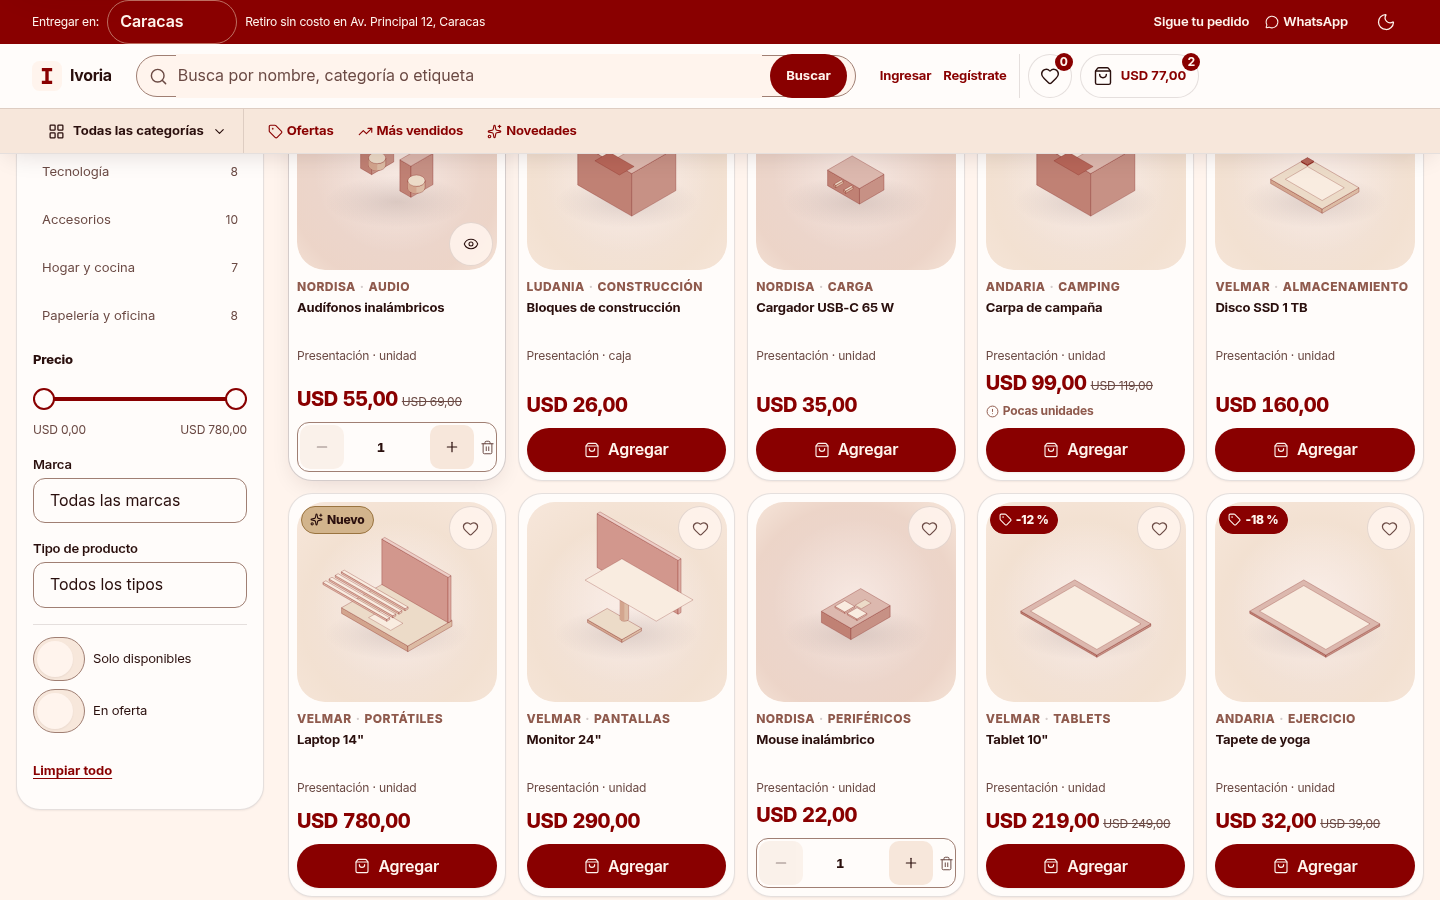 Entregar en:
Caracas
Retiro sin costo en Av. Principal 12, Caracas
Sigue tu pedido
WhatsApp
I Ivoria
Busca por nombre, categoría o etiqueta
Buscar
Ingresar
Regístrate
0
USD 77,00
2
Todas las categorías
Ofertas
Más vendidos
Novedades
Tecnología 8
Accesorios 10
Hogar y cocina 7
Papelería y oficina 8
Precio
USD 0,00 USD 780,00
Marca
Todas las marcas
Tipo de producto
Todos los tipos
Solo disponibles
En oferta
Limpiar todo
NORDISA · AUDIO
Audífonos inalámbricos
Presentación · unidad
USD 55,00 USD 69,00
1
LUDANIA · CONSTRUCCIÓN
Bloques de construcción
Presentación · caja
USD 26,00
Agregar
NORDISA · CARGA
Cargador USB-C 65 W
Presentación · unidad
USD 35,00
Agregar
ANDARIA · CAMPING
Carpa de campaña
Presentación · unidad
USD 99,00 USD 119,00
Pocas unidades
Agregar
VELMAR · ALMACENAMIENTO
Disco SSD 1 TB
Presentación · unidad
USD 160,00
Agregar
Nuevo
VELMAR · PORTÁTILES
Laptop 14"
Presentación · unidad
USD 780,00
Agregar
VELMAR · PANTALLAS
Monitor 24"
Presentación · unidad
USD 290,00
Agregar
NORDISA · PERIFÉRICOS
Mouse inalámbrico
Presentación · unidad
USD 22,00
1
-12 %
VELMAR · TABLETS
Tablet 10"
Presentación · unidad
USD 219,00 USD 249,00
Agregar
-18 %
ANDARIA · EJERCICIO
Tapete de yoga
Presentación · unidad
USD 32,00 USD 39,00
Agregar